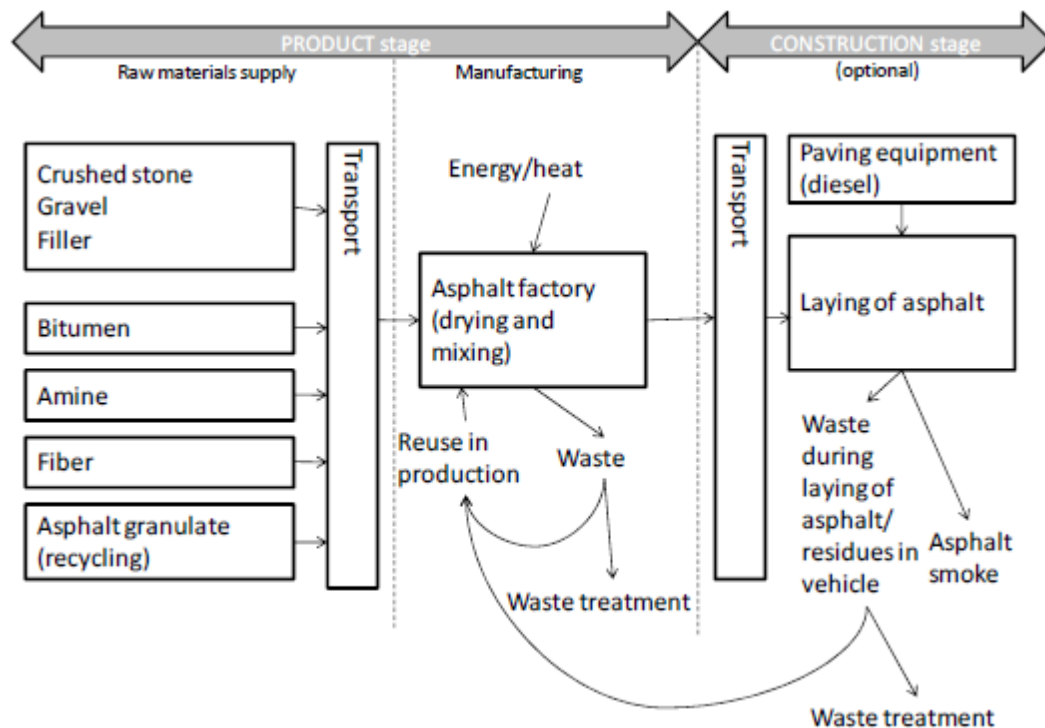 PRODUCT stage
CONSTRUCTION stage
Raw materials supply
Manufacturing
(optional)
Crushed stone
Gravel
Filler
Bitumen
Amine
Fiber
Asphalt granulate
(recycling)
Transport
Energy/heat
Asphalt factory
(drying and
mixing)
Reuse in
production
Waste
Waste treatment
Transport
Paving equipment
(diesel)
Laying of asphalt
Waste
during
laying of
asphalt/
residues in
vehicle
Asphalt
smoke
Waste treatment